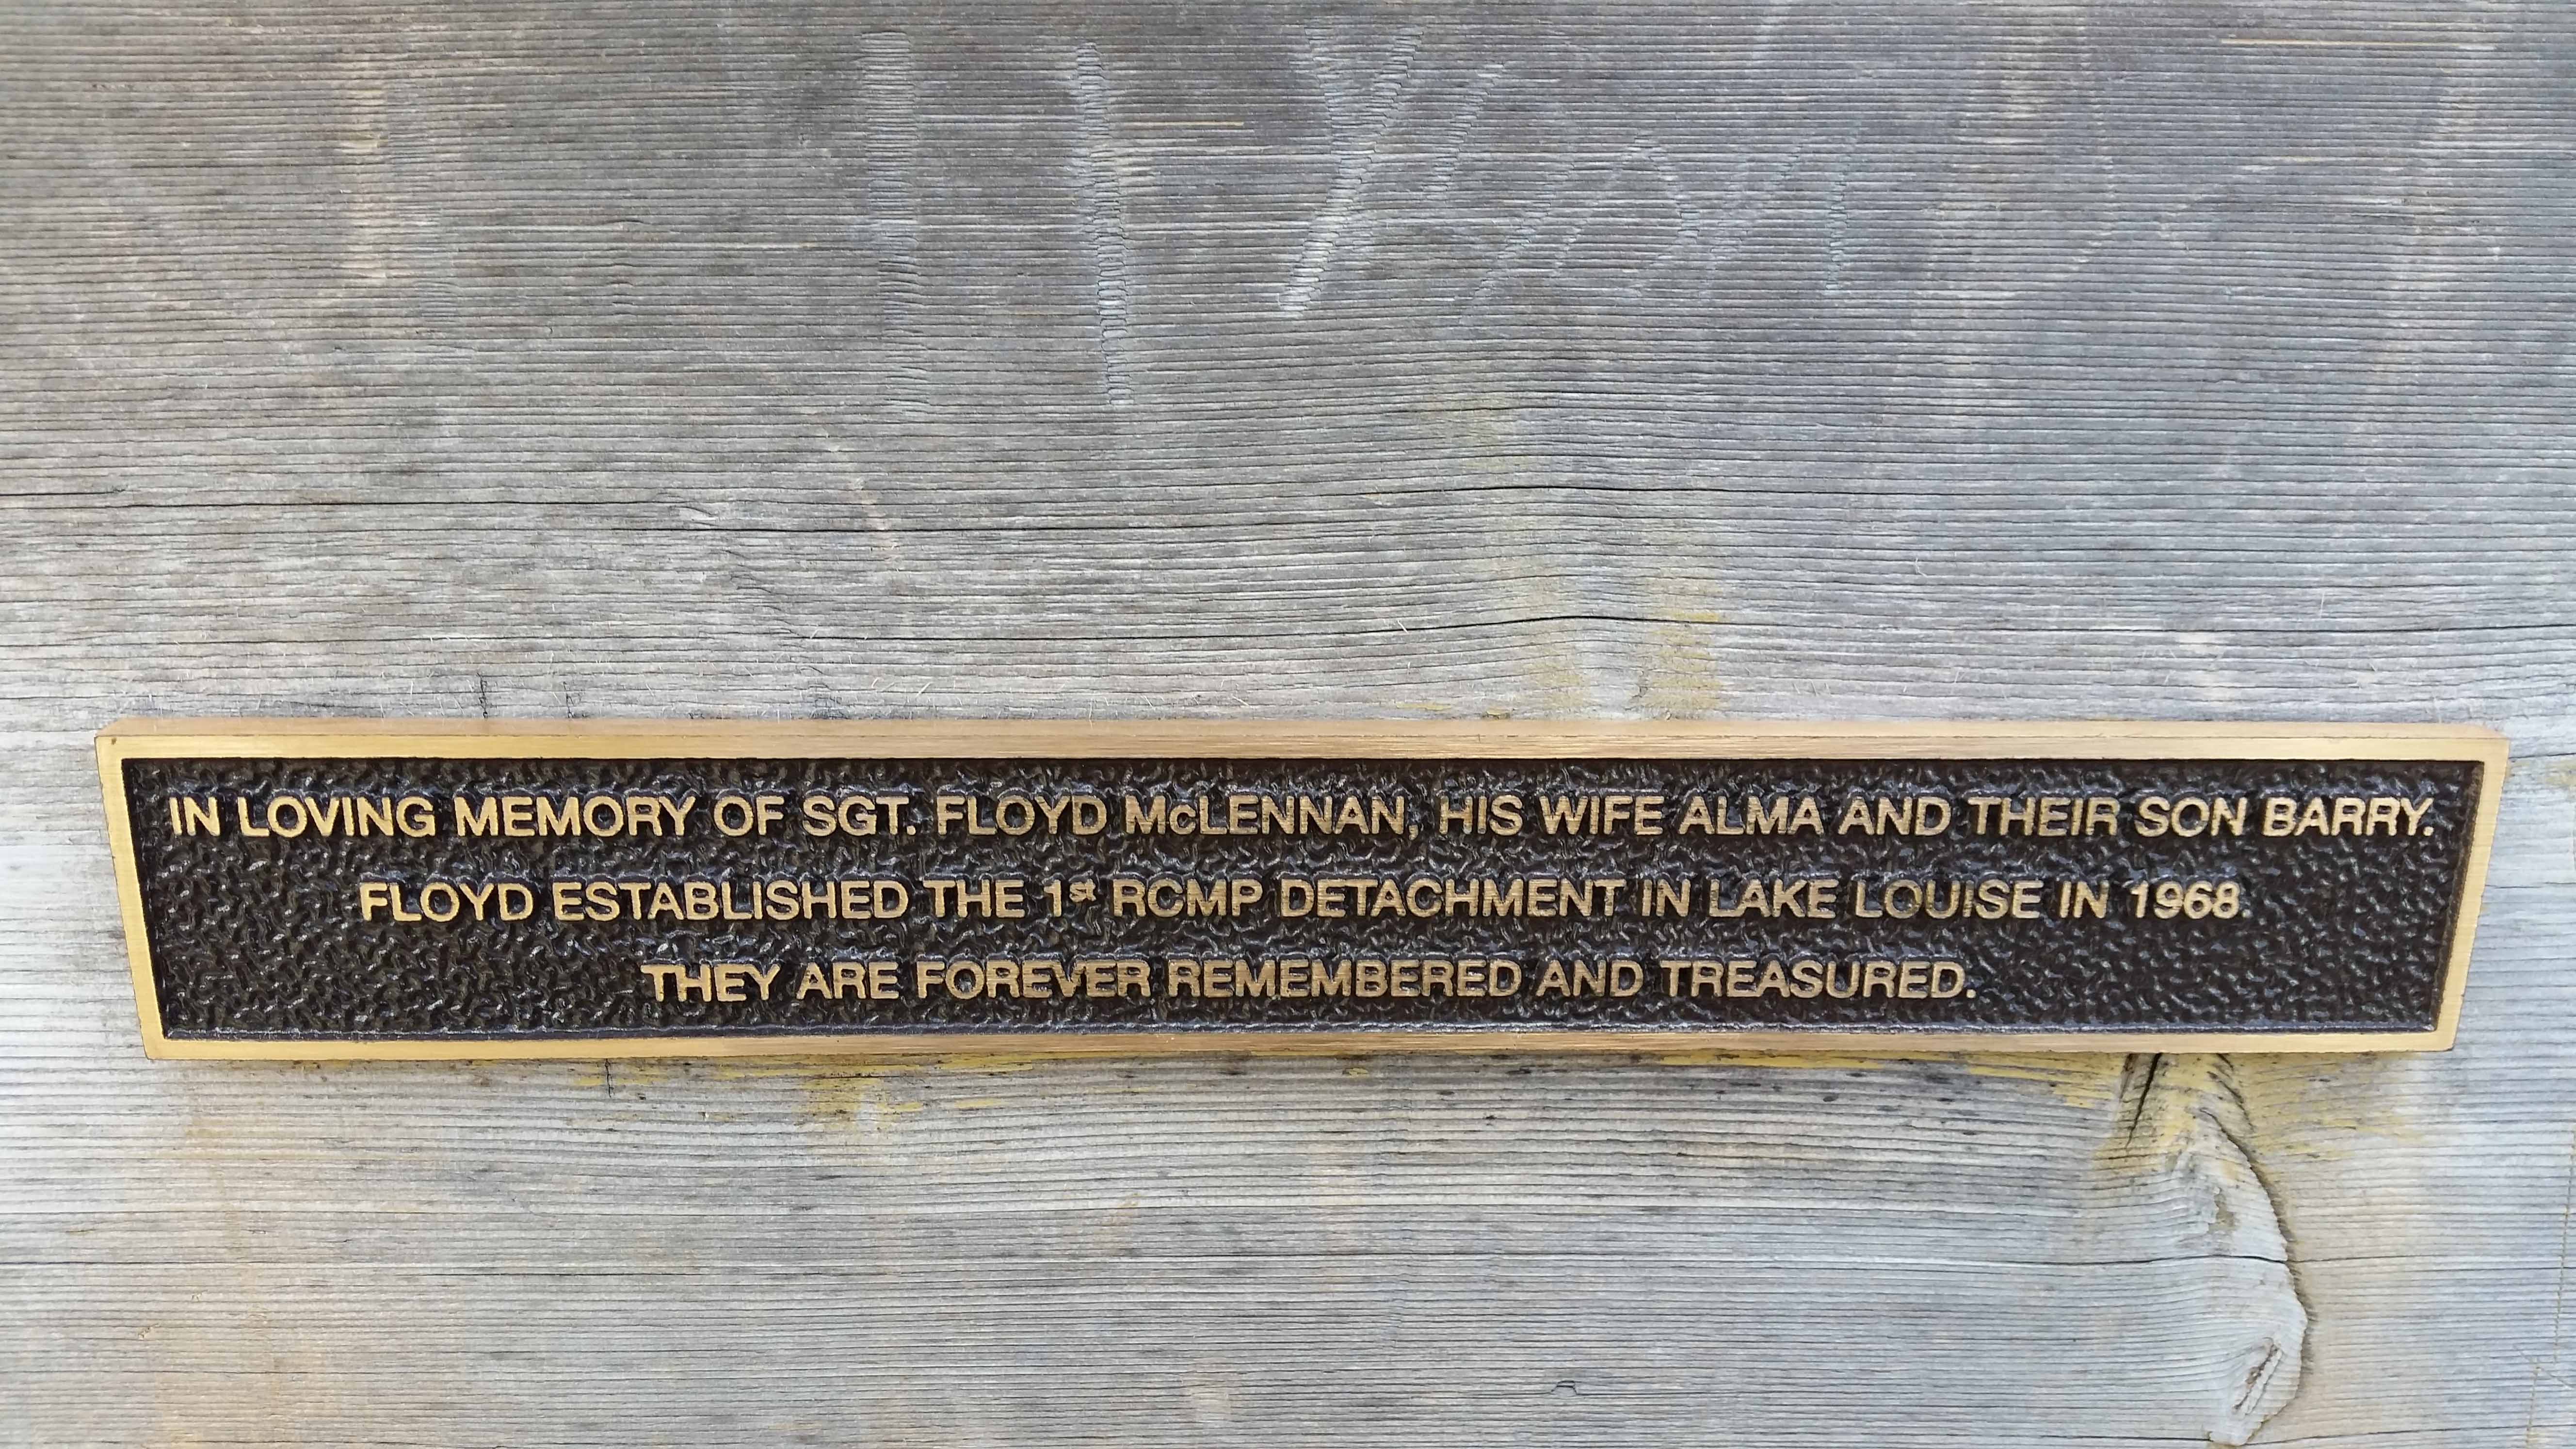 IN LOVING MEMORY OF SGT. FLOYD McLENNAN, HIS WIFE ALMA AND THEIR SON BARRY.
FLOYD ESTABLISHED THE 1st RCMP DETACHMENT IN LAKE LOUISE IN 1968.
THEY ARE FOREVER REMEMBERED AND TREASURED.